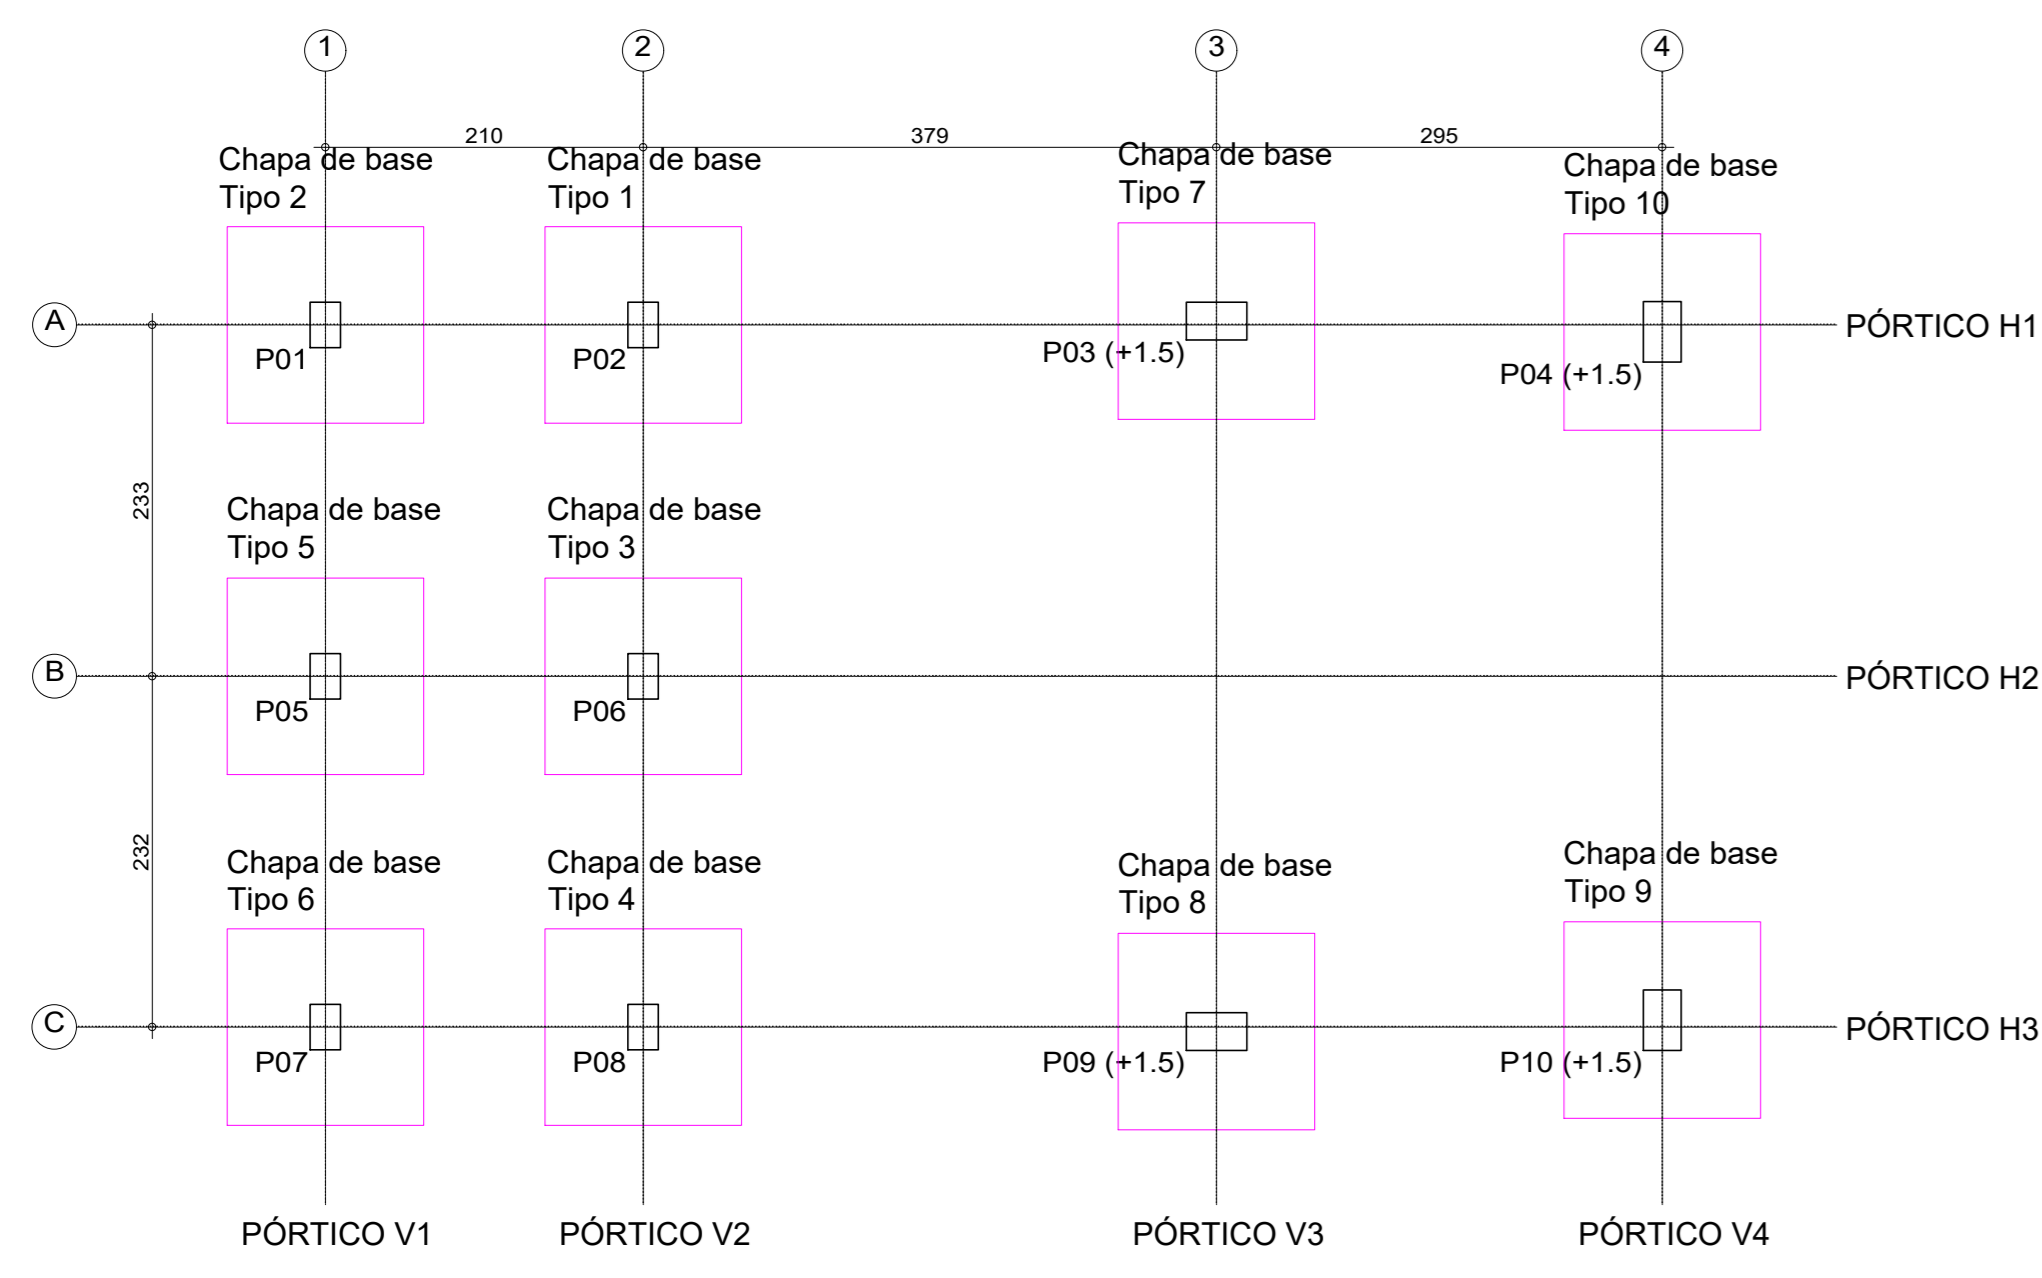 1
2
3
4
210
379
295
Chapa de base
Tipo 2
Chapa de base
Tipo 1
Chapa de base
Tipo 7
Chapa de base
Tipo 10
A
P01
P02
P03 (+1.5)
P04 (+1.5)
PÓRTICO H1
233
Chapa de base
Tipo 5
Chapa de base
Tipo 3
B
P05
P06
PÓRTICO H2
232
Chapa de base
Tipo 6
Chapa de base
Tipo 4
Chapa de base
Tipo 8
Chapa de base
Tipo 9
C
P07
P08
P09 (+1.5)
P10 (+1.5)
PÓRTICO H3
PÓRTICO V1
PÓRTICO V2
PÓRTICO V3
PÓRTICO V4